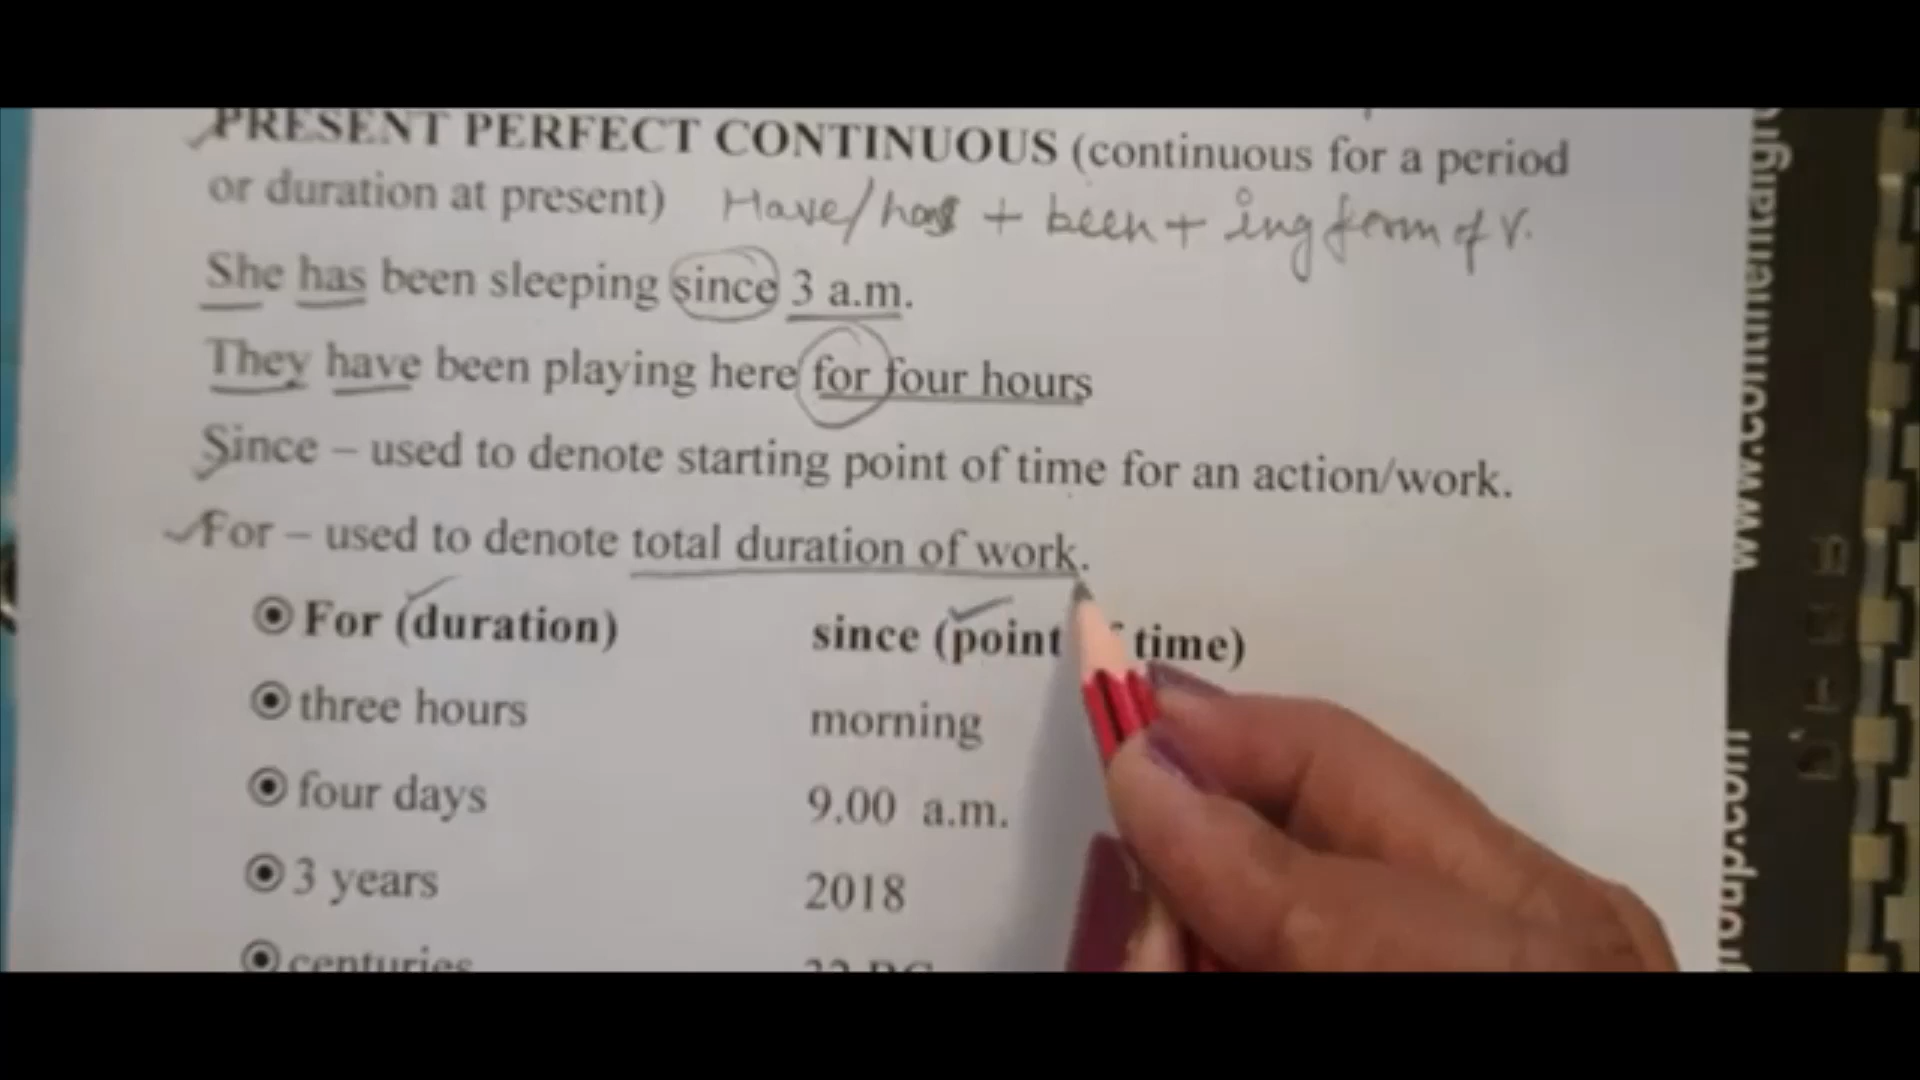 PRESENT PERFECT CONTINUOUS (continuous for a period
or duration at present) Have/has + been + ing form of V.
She has been sleeping since 3 a.m.
They have been playing here for four hours
Since – used to denote starting point of time for an action/work.
For – used to denote total duration of work.
For (duration) since (point time)
three hours morning
four days 9.00 a.m.
3 years 2018
centuries